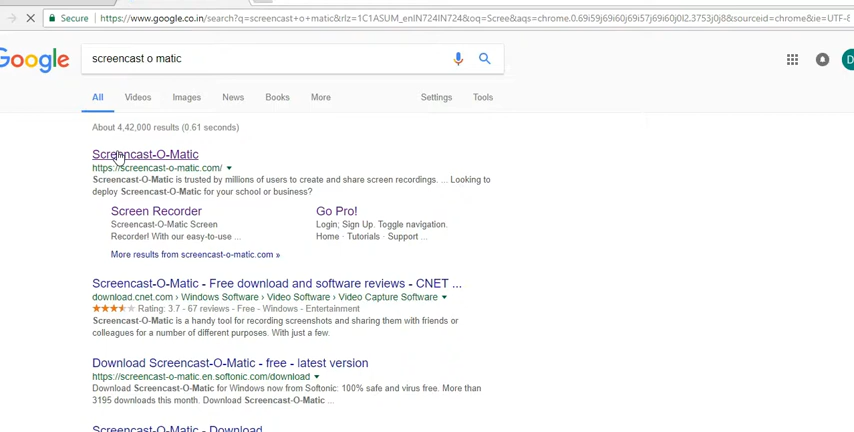 Secure https://www.google.co.in/search?q=screencast+o+matic&rlz=1C1ASUM_enIN724IN724&oq=Scree&aqs=chrome.0.69i59j69i60j69i57j69i60j0l2.3753j0j8&sourceid=chrome&ie=UTF-8
Google screencast o matic D
All Videos Images News Books More Settings Tools
About 4,42,000 results (0.61 seconds)
Screencast-O-Matic
https://screencast-o-matic.com/
Screencast-O-Matic is trusted by millions of users to create and share screen recordings. ... Looking to
deploy Screencast-O-Matic for your school or business?
Screen Recorder
Screencast-O-Matic Screen
Recorder! With our easy-to-use ...
Go Pro!
Login; Sign Up. Toggle navigation.
Home · Tutorials · Support ...
More results from screencast-o-matic.com »
Screencast-O-Matic - Free download and software reviews - CNET ...
download.cnet.com › Windows Software › Video Software › Video Capture Software
Rating: 3.7 - 67 reviews - Free - Windows - Entertainment
Screencast-O-Matic is a handy tool for recording screenshots and sharing them with friends or
colleagues for a number of different purposes. With just a few.
Download Screencast-O-Matic - free - latest version
https://screencast-o-matic.en.softonic.com/download
Download Screencast-O-Matic for Windows now from Softonic: 100% safe and virus free. More than
3195 downloads this month. Download Screencast-O-Matic ...
Screencast-O-Matic - Download